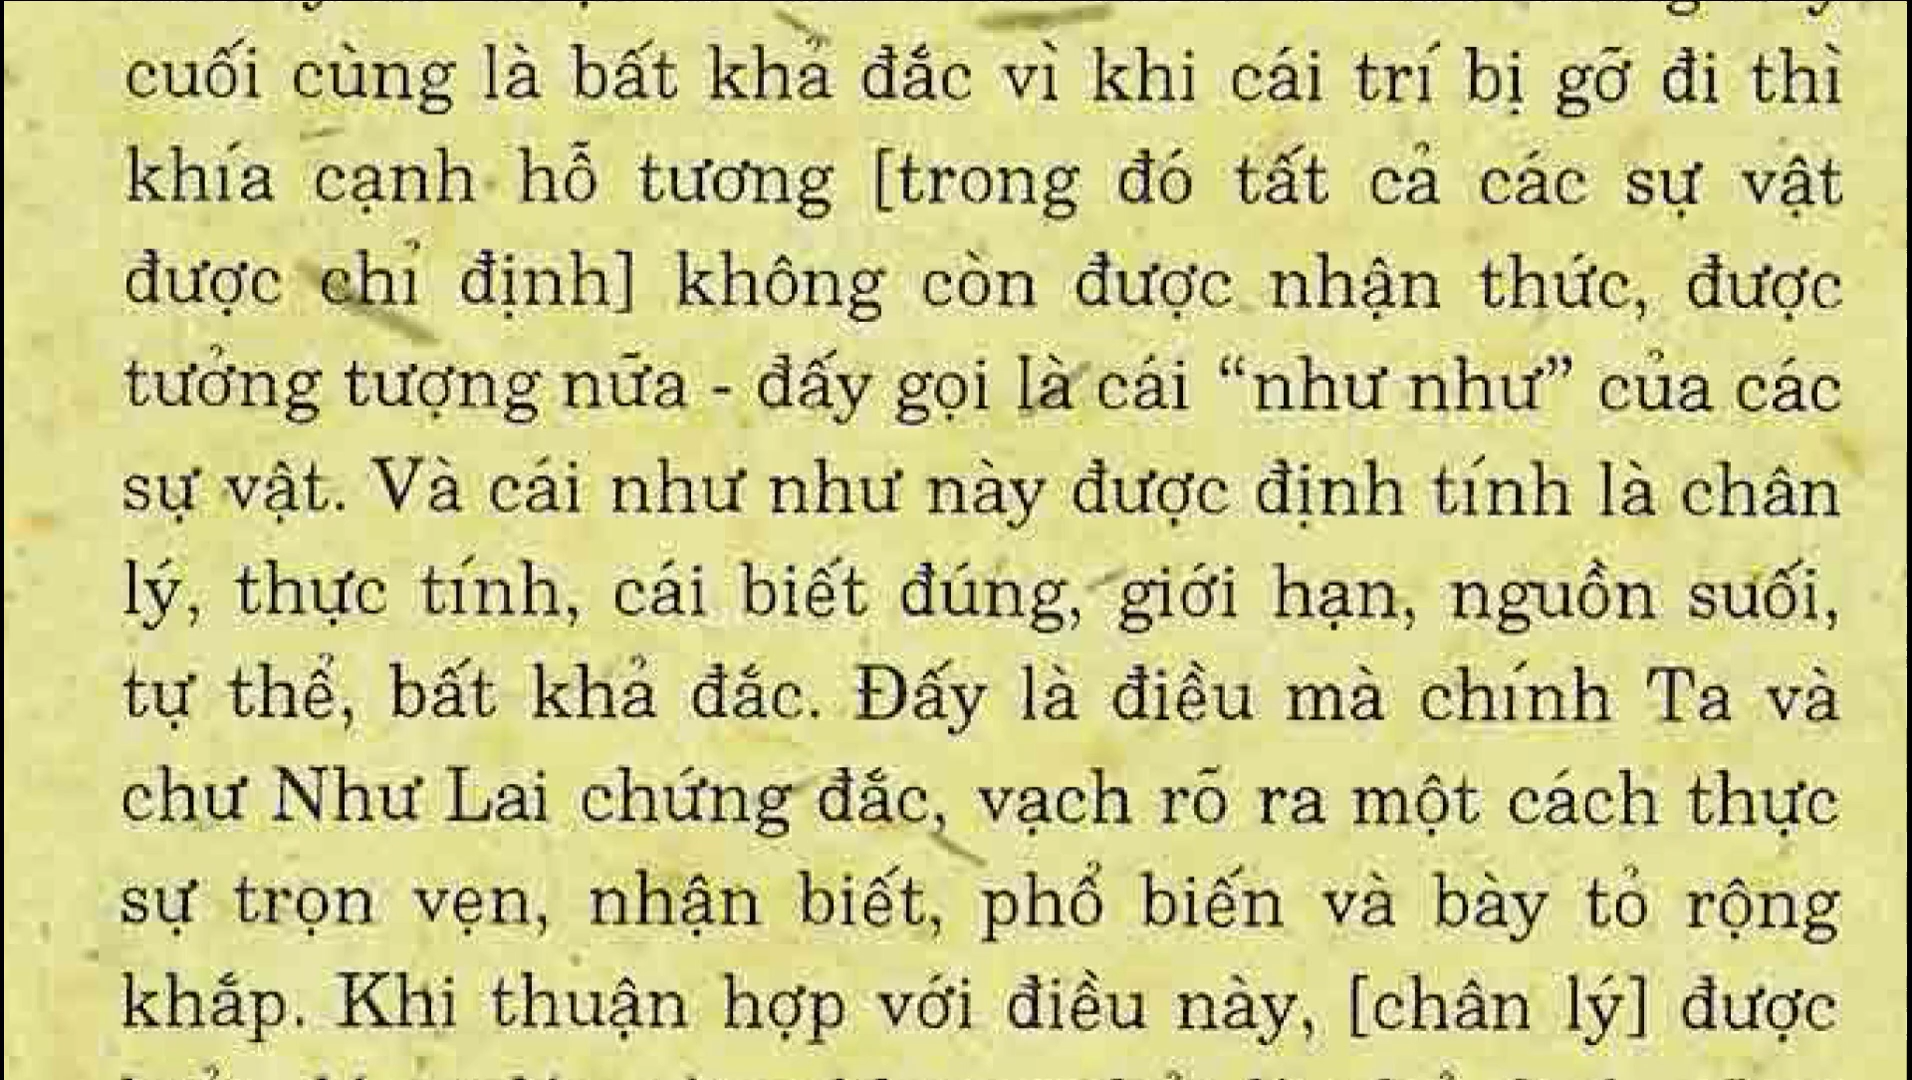 cuối cùng là bất khả đắc vì khi cái trí bị gỡ đi thì
khía cạnh hỗ tương [trong đó tất cả các sự vật
được chỉ định] không còn được nhận thức, được
tưởng tượng nữa - đấy gọi là cái “như như” của các
sự vật. Và cái như như này được định tính là chân
lý, thực tính, cái biết đúng, giới hạn, nguồn suối,
tự thể, bất khả đắc. Đấy là điều mà chính Ta và
chư Như Lai chứng đắc, vạch rõ ra một cách thực
sự trọn vẹn, nhận biết, phổ biến và bày tỏ rộng
khắp. Khi thuận hợp với điều này, [chân lý] được